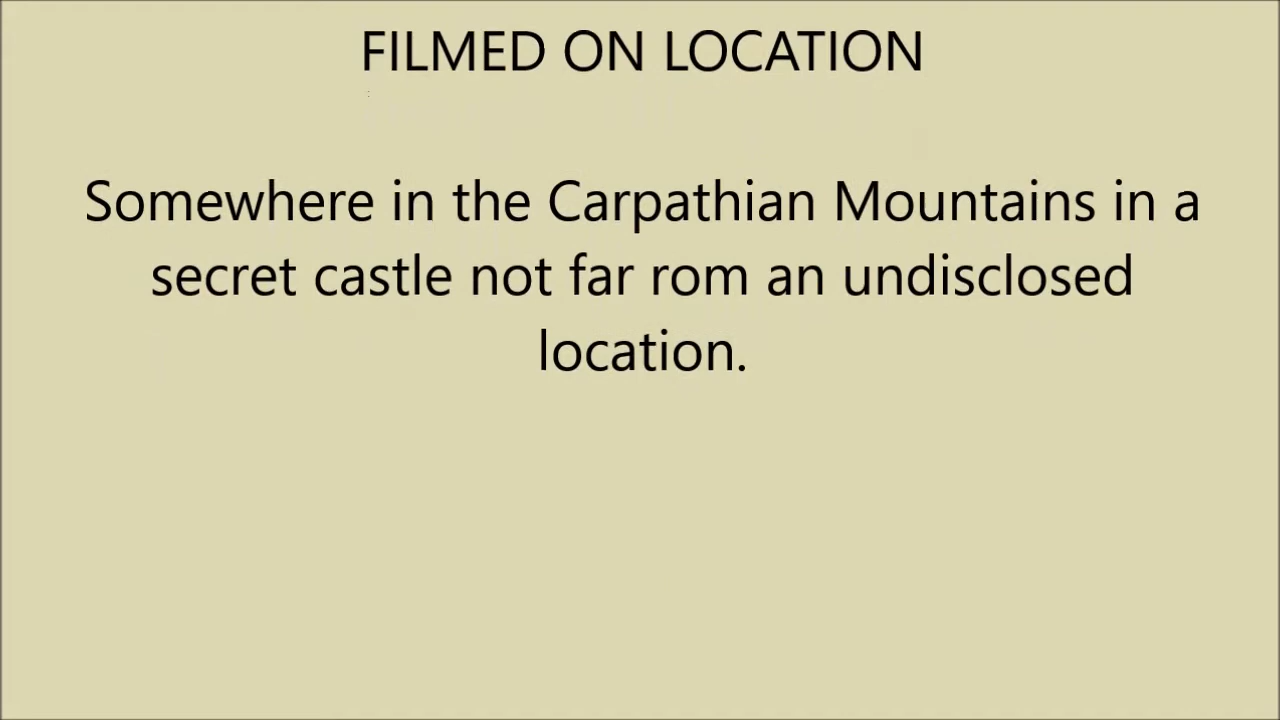 FILMED ON LOCATION
Somewhere in the Carpathian Mountains in a
secret castle not far rom an undisclosed
location.